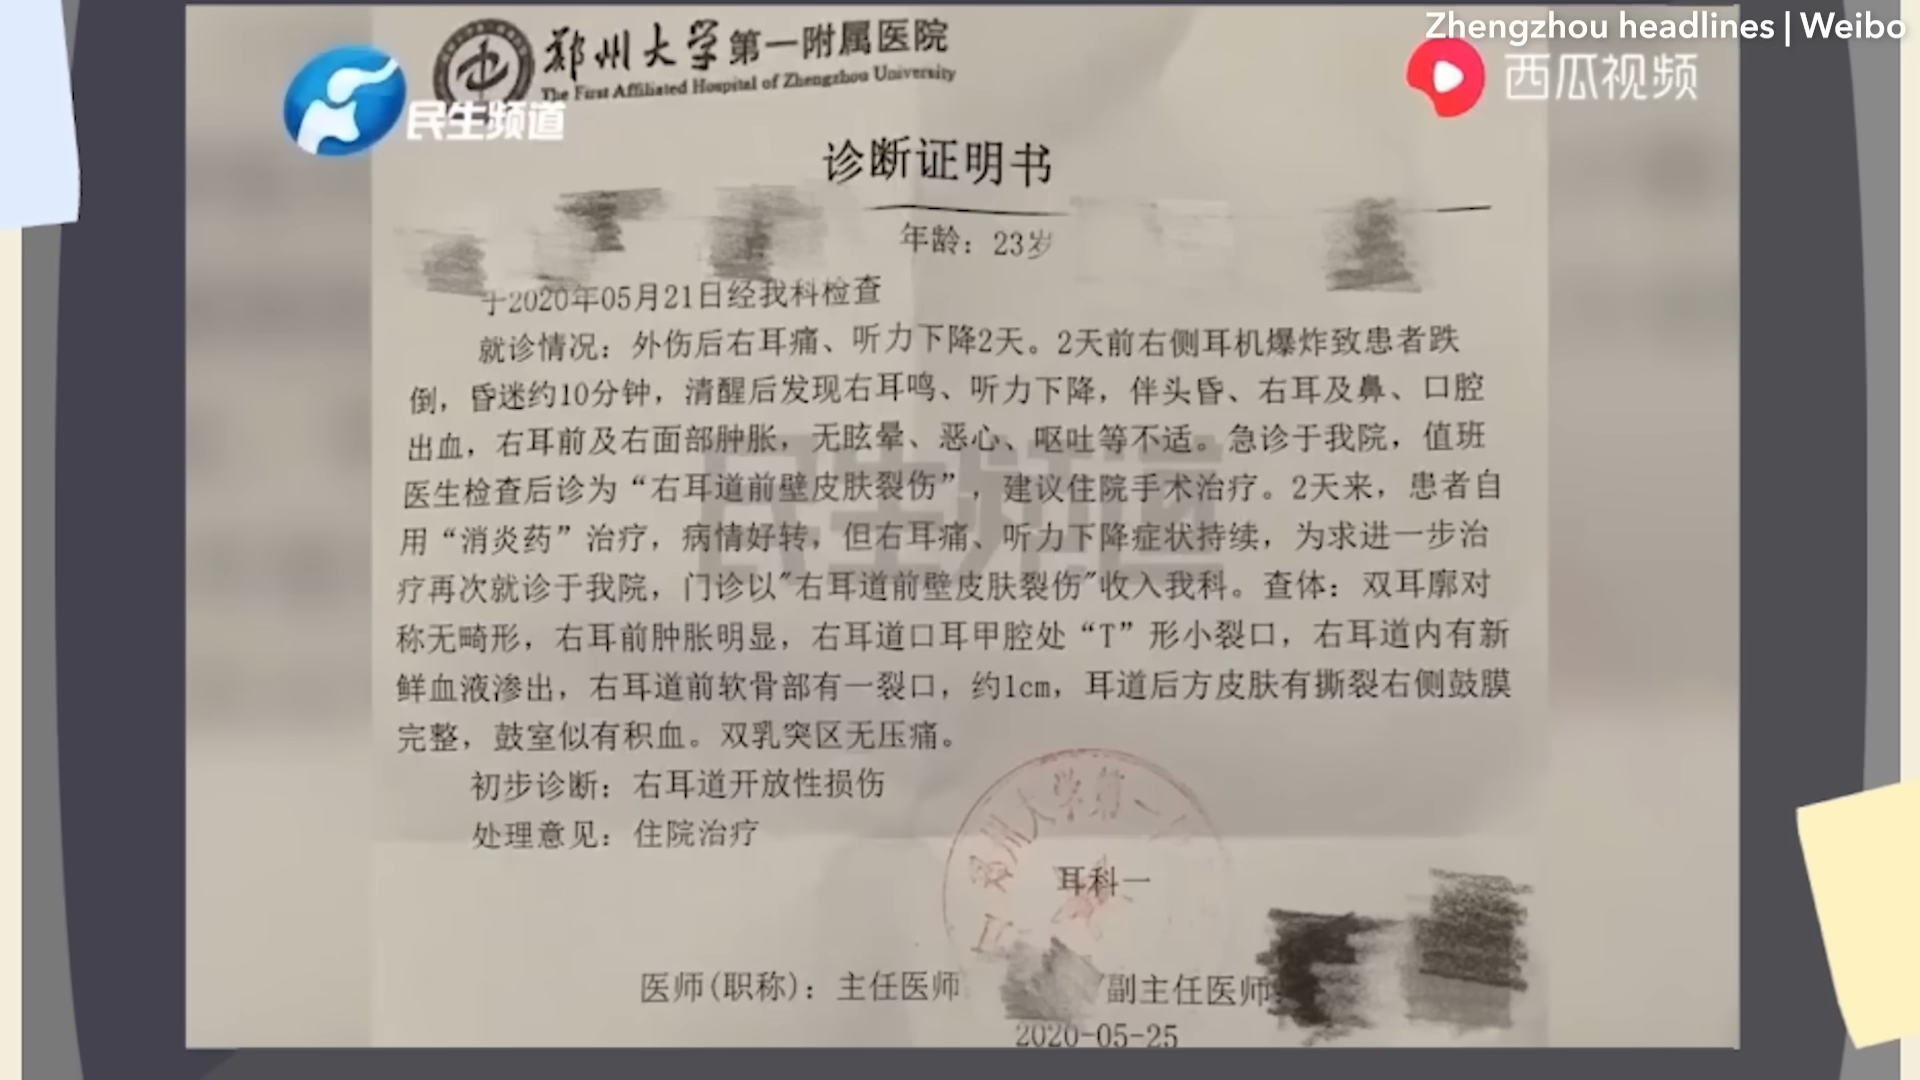 Zhengzhou headlines | Weibo
西瓜视频
民生频道
郑州大学第一附属医院
The First Affiliated Hospital of Zhengzhou University
诊断证明书
年龄：23岁
于2020年05月21日经我科检查
就诊情况：外伤后右耳痛、听力下降2天。2天前右侧耳机爆炸致患者跌
倒，昏迷约10分钟，清醒后发现右耳鸣、听力下降，伴头昏、右耳及鼻、口腔
出血，右耳前及右面部肿胀，无眩晕、恶心、呕吐等不适。急诊于我院，值班
医生检查后诊为“右耳道前壁皮肤裂伤”，建议住院手术治疗。2天来，患者自
用“消炎药”治疗，病情好转，但右耳痛、听力下降症状持续，为求进一步治
疗再次就诊于我院，门诊以"右耳道前壁皮肤裂伤"收入我科。查体：双耳廓对
称无畸形，右耳前肿胀明显，右耳道口耳甲腔处“T”形小裂口，右耳道内有新
鲜血液渗出，右耳道前软骨部有一裂口，约1cm，耳道后方皮肤有撕裂右侧鼓膜
完整，鼓室似有积血。双乳突区无压痛。
民生频道
初步诊断：右耳道开放性损伤
处理意见：住院治疗
郑州大学第一
耳科一
医师(职称)：主任医师 /副主任医师
2020-05-25